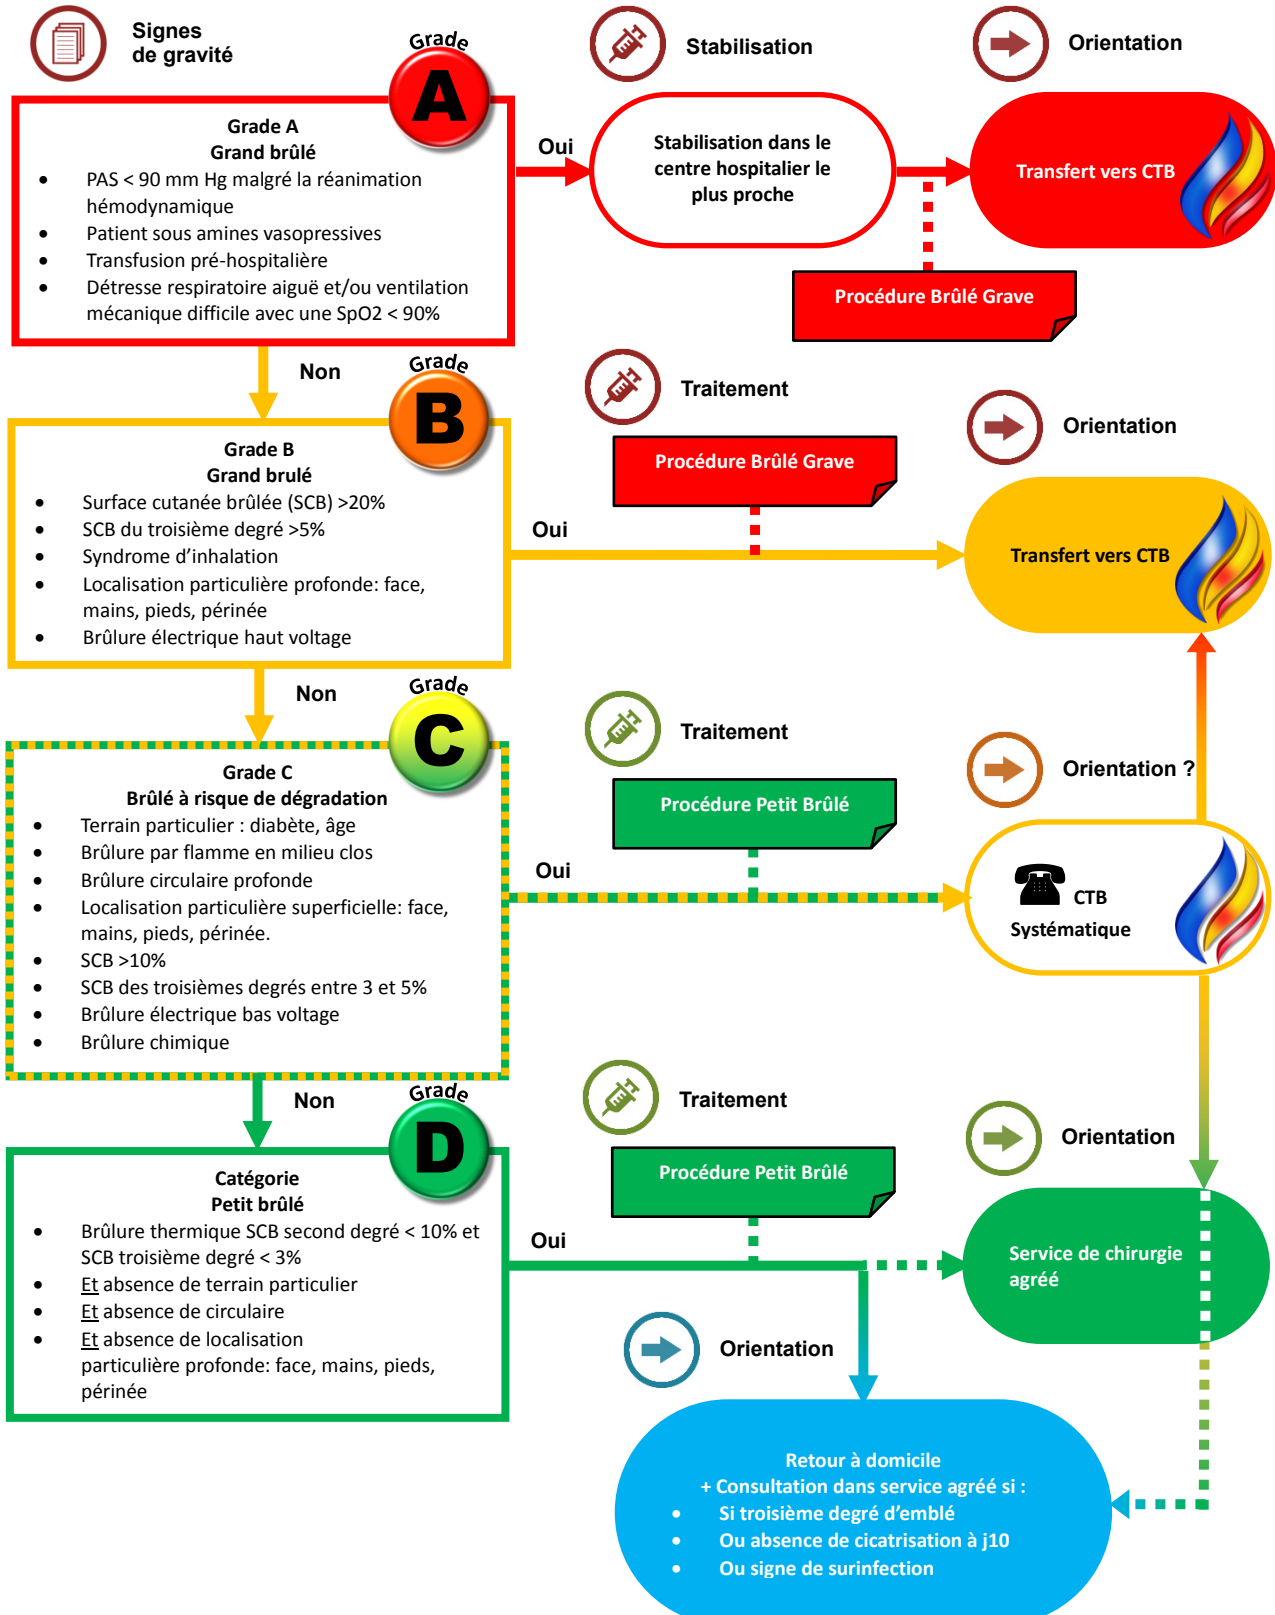 Signes
de gravité
Grade
A
Stabilisation
Orientation
Grade A
Grand brûlé
• PAS < 90 mm Hg malgré la réanimation
hémodynamique
• Patient sous amines vasopressives
• Transfusion pré-hospitalière
• Détresse respiratoire aiguë et/ou ventilation
mécanique difficile avec une SpO2 < 90%
Oui
Stabilisation dans le
centre hospitalier le
plus proche
Transfert vers CTB
Procédure Brûlé Grave
Non
Grade
B
Traitement
Orientation
Grade B
Grand brulé
• Surface cutanée brûlée (SCB) >20%
• SCB du troisième degré >5%
• Syndrome d'inhalation
• Localisation particulière profonde: face,
mains, pieds, périnée
• Brûlure électrique haut voltage
Procédure Brûlé Grave
Oui
Transfert vers CTB
Non
Grade
C
Traitement
Orientation ?
Grade C
Brûlé à risque de dégradation
• Terrain particulier : diabète, âge
• Brûlure par flamme en milieu clos
• Brûlure circulaire profonde
• Localisation particulière superficielle: face,
mains, pieds, périnée.
• SCB >10%
• SCB des troisièmes degrés entre 3 et 5%
• Brûlure électrique bas voltage
• Brûlure chimique
Procédure Petit Brûlé
Oui
CTB
Systématique
Non
Grade
D
Traitement
Orientation
Catégorie
Petit brûlé
• Brûlure thermique SCB second degré < 10% et
SCB troisième degré < 3%
• Et absence de terrain particulier
• Et absence de circulaire
• Et absence de localisation
particulière profonde: face, mains, pieds,
périnée
Procédure Petit Brûlé
Oui
Service de chirurgie
agréé
Orientation
Retour à domicile
+ Consultation dans service agréé si :
• Si troisième degré d'emblé
• Ou absence de cicatrisation à j10
• Ou signe de surinfection